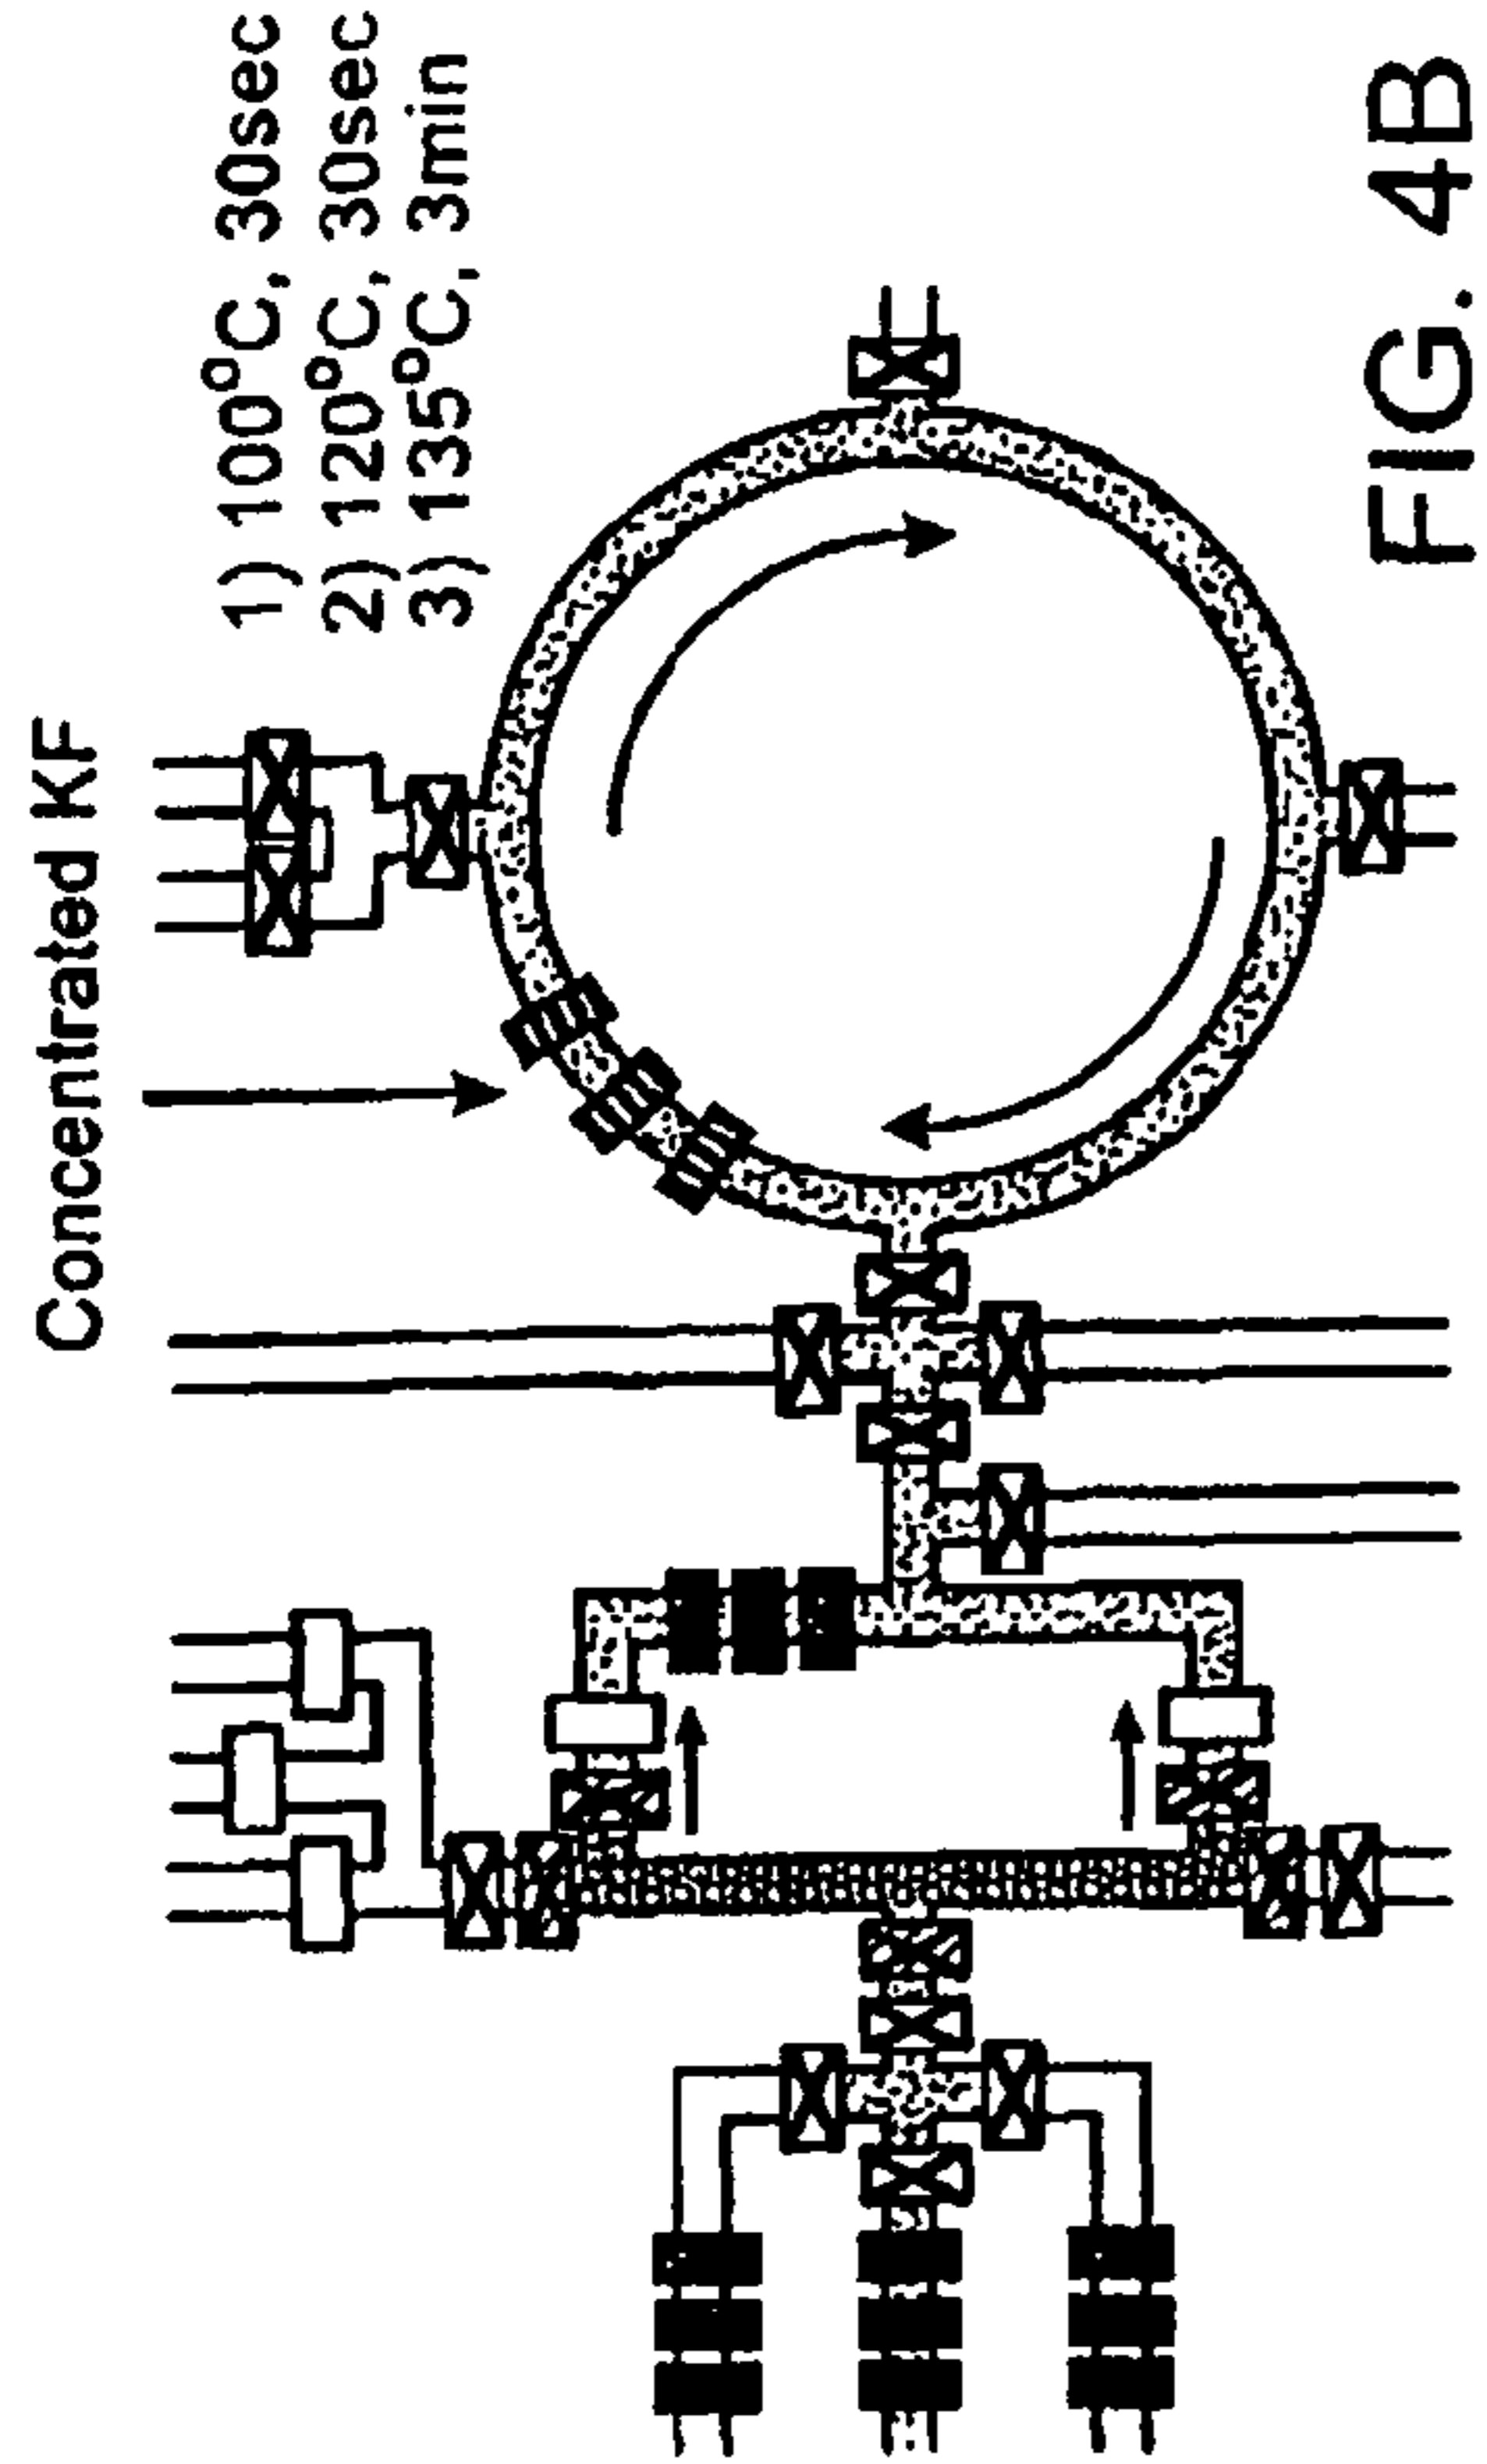 Concentrated KF
1) 100°C, 30sec
2) 120°C, 30sec
3) 135°C, 3min
FIG. 4B